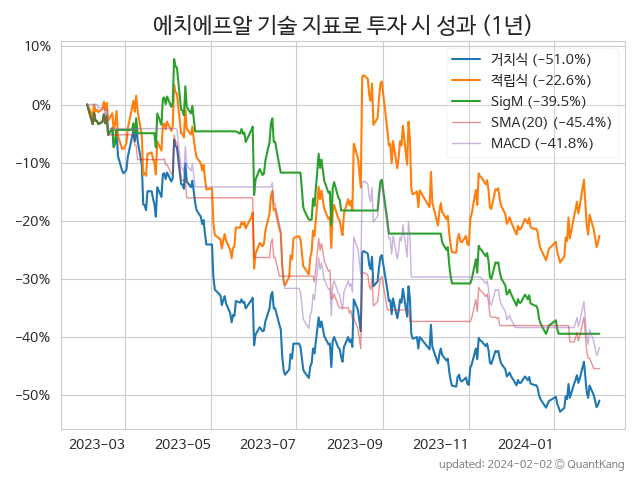 에치에프알 기술 지표로 투자 시 성과 (1년)
10%
0%
−10%
−20%
−30%
−40%
−50%
거치식 (−51.0%)
적립식 (−22.6%)
SigM (−39.5%)
SMA(20) (−45.4%)
MACD (−41.8%)
2023-03 2023-05 2023-07 2023-09 2023-11 2024-01
updated: 2024-02-02 © QuantKang